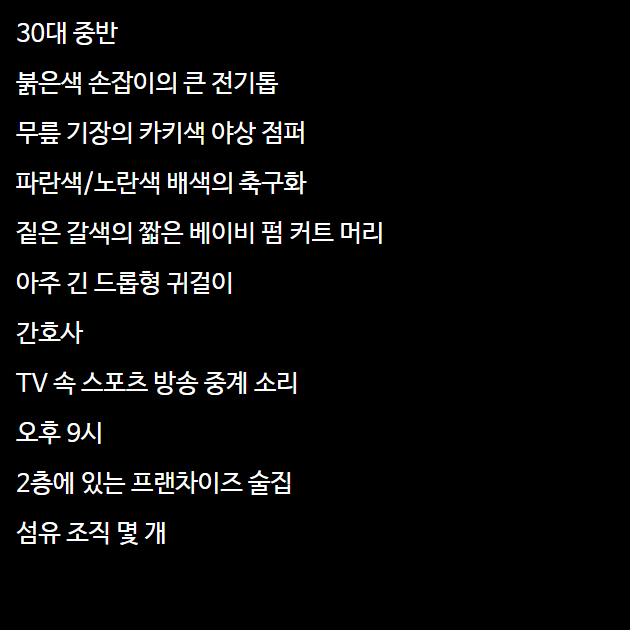 30대 중반
붉은색 손잡이의 큰 전기톱
무릎 기장의 카키색 야상 점퍼
파란색/노란색 배색의 축구화
짙은 갈색의 짧은 베이비 펌 커트 머리
아주 긴 드롭형 귀걸이
간호사
TV 속 스포츠 방송 중계 소리
오후 9시
2층에 있는 프랜차이즈 술집
섬유 조직 몇 개